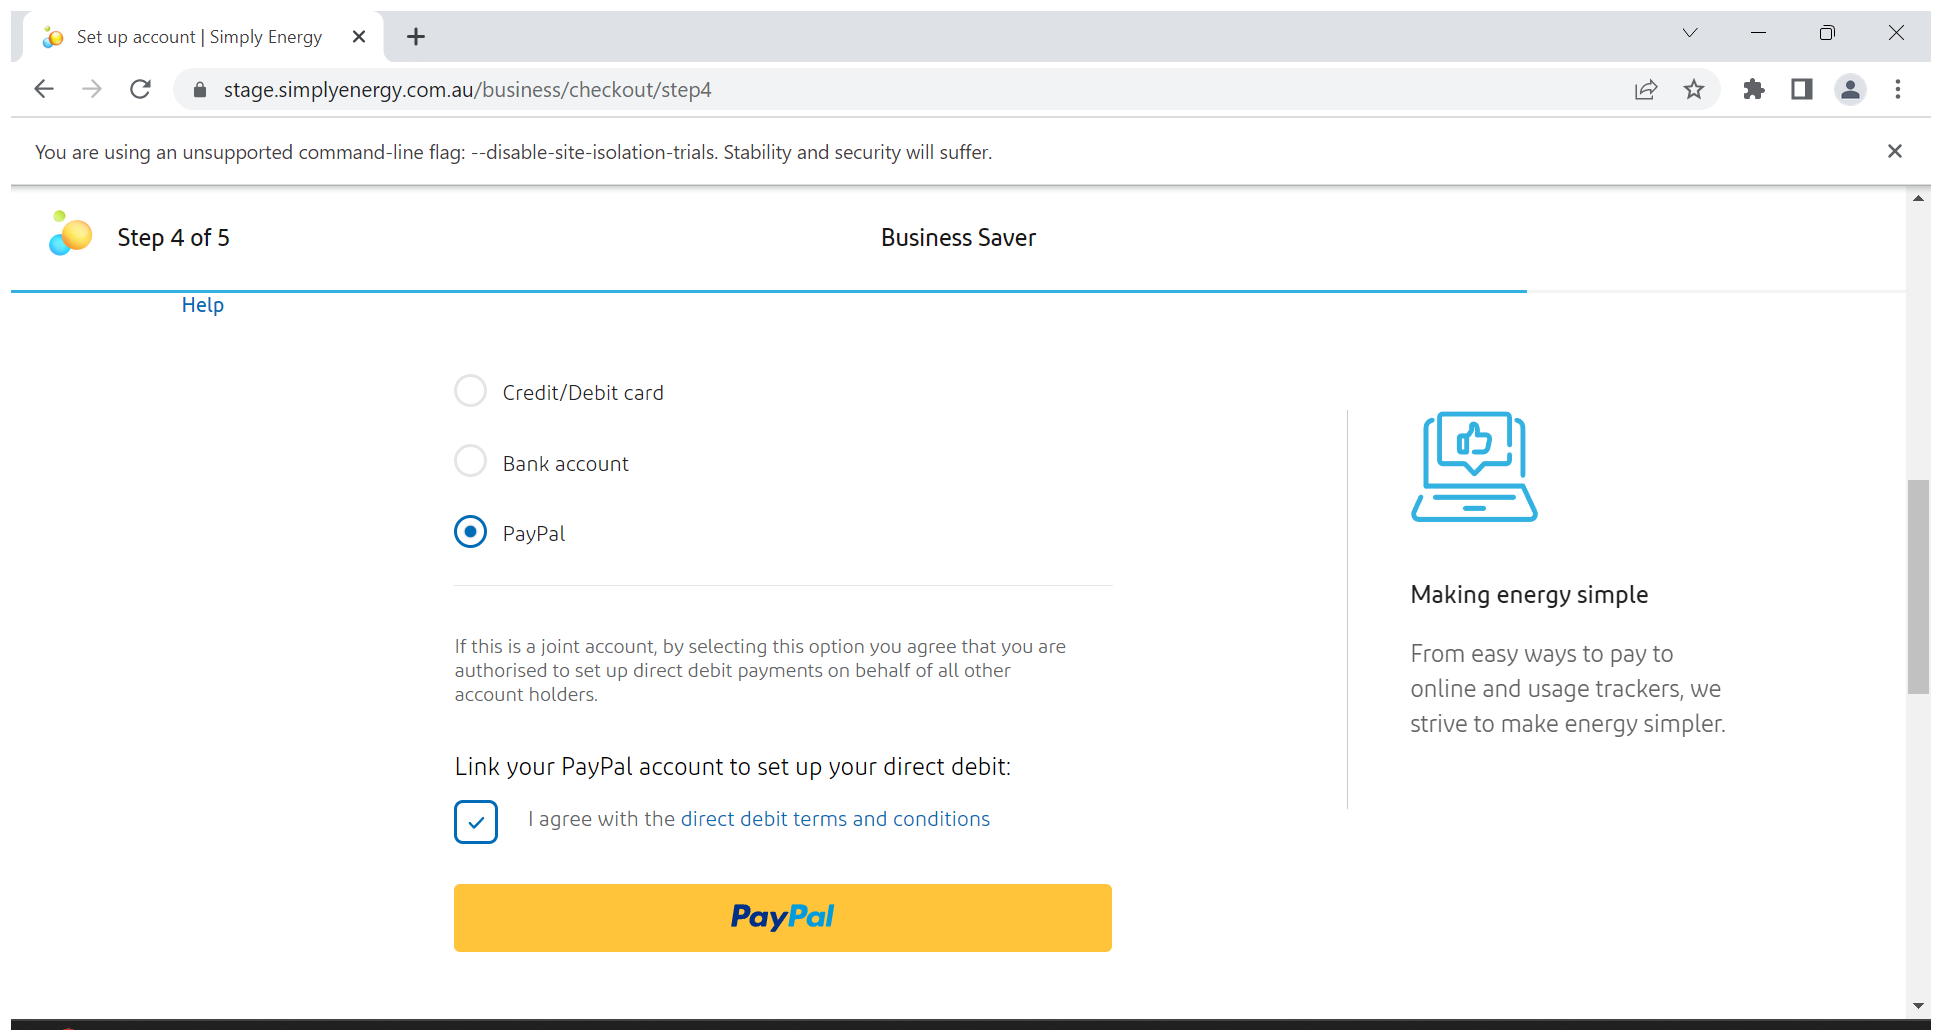 Set up account | Simply Energy
stage.simplyenergy.com.au/business/checkout/step4
You are using an unsupported command-line flag: --disable-site-isolation-trials. Stability and security will suffer.
Step 4 of 5
Business Saver
Help
Credit/Debit card
Bank account
PayPal
If this is a joint account, by selecting this option you agree that you are
authorised to set up direct debit payments on behalf of all other
account holders.
Link your PayPal account to set up your direct debit:
I agree with the direct debit terms and conditions
PayPal
Making energy simple
From easy ways to pay to
online and usage trackers, we
strive to make energy simpler.